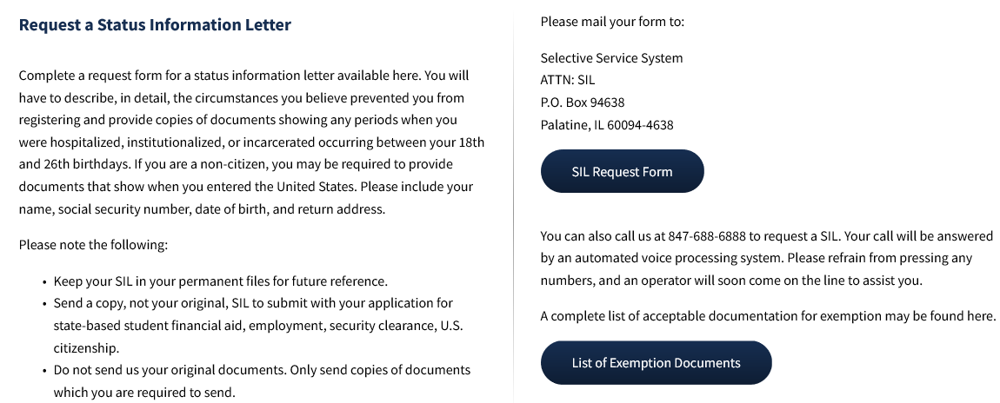 Request a Status Information Letter
Complete a request form for a status information letter available here. You will
have to describe, in detail, the circumstances you believe prevented you from
registering and provide copies of documents showing any periods when you
were hospitalized, institutionalized, or incarcerated occurring between your 18th
and 26th birthdays. If you are a non-citizen, you may be required to provide
documents that show when you entered the United States. Please include your
name, social security number, date of birth, and return address.
Please note the following:
• Keep your SIL in your permanent files for future reference.
• Send a copy, not your original, SIL to submit with your application for
state-based student financial aid, employment, security clearance, U.S.
citizenship.
• Do not send us your original documents. Only send copies of documents
which you are required to send.
Please mail your form to:
Selective Service System
ATTN: SIL
P.O. Box 94638
Palatine, IL 60094-4638
SIL Request Form
You can also call us at 847-688-6888 to request a SIL. Your call will be answered
by an automated voice processing system. Please refrain from pressing any
numbers, and an operator will soon come on the line to assist you.
A complete list of acceptable documentation for exemption may be found here.
List of Exemption Documents